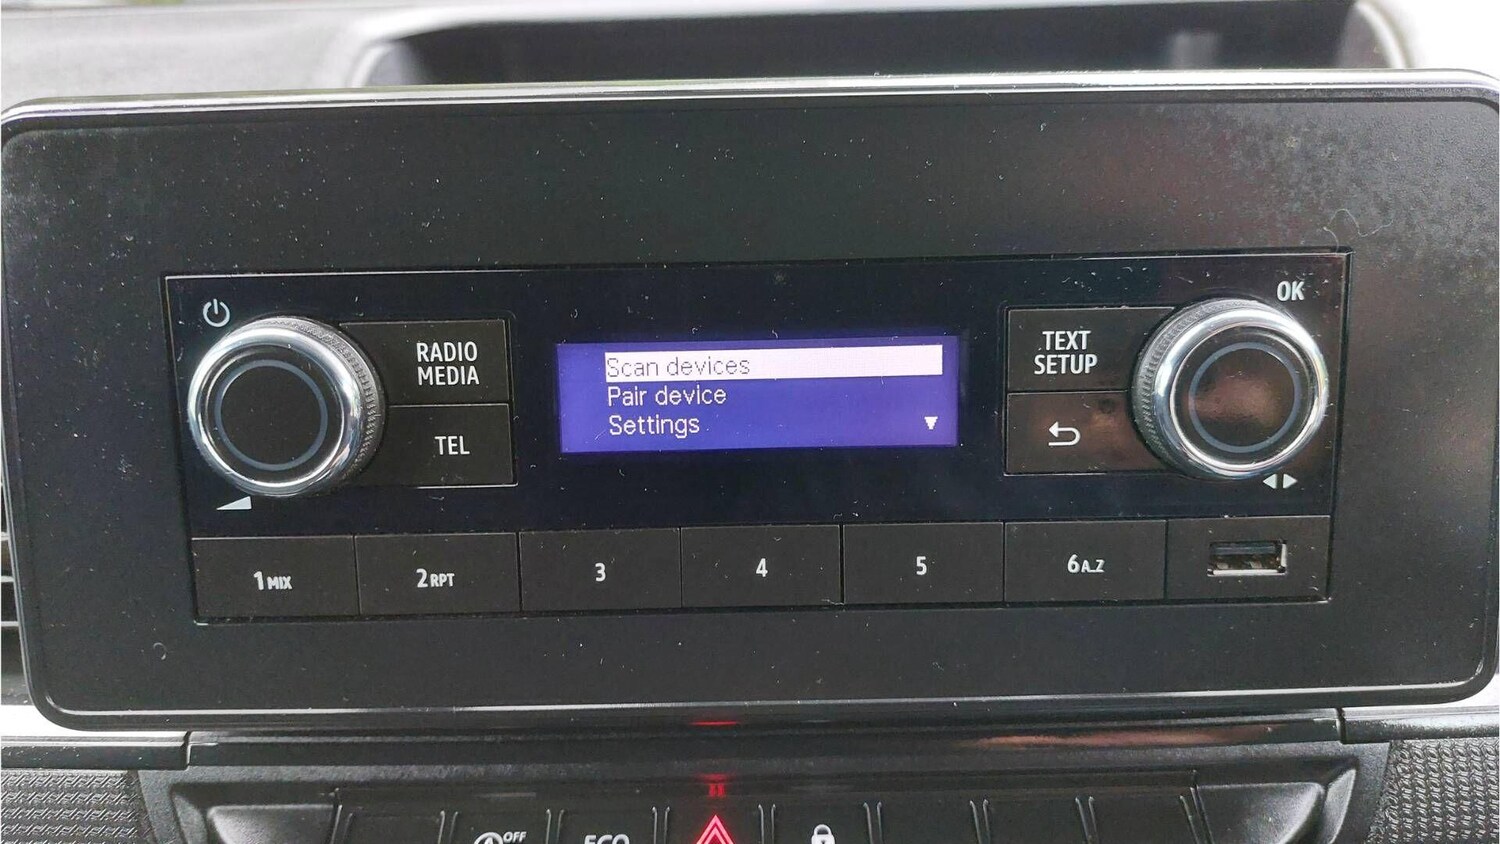 OK
RADIO
MEDIA
TEL
Scan devices
Pair device
Settings
TEXT
SETUP
1 MIX
2 RPT
3
4
5
6 A..Z
OFF
ECO